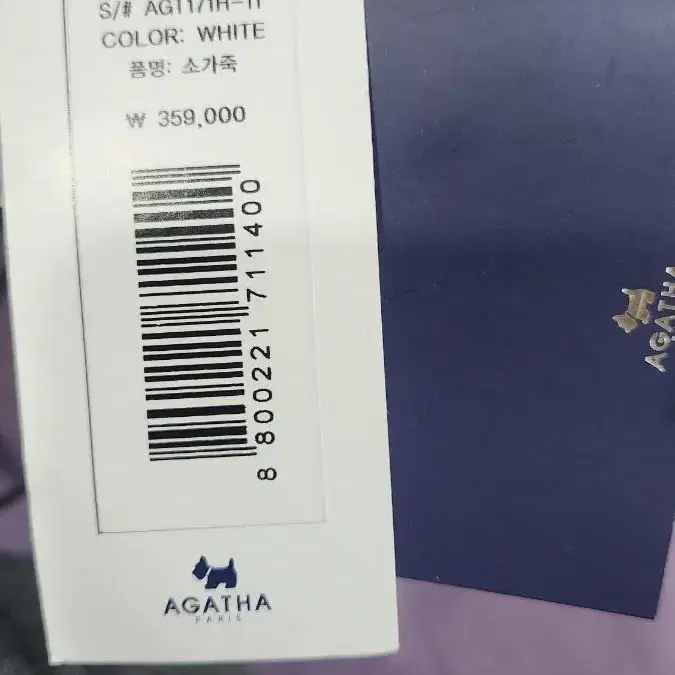 COLOR: WHITE
품명: 소가죽
₩ 359,000
8 800221 711400
AGATHA
PARIS
AGATHA